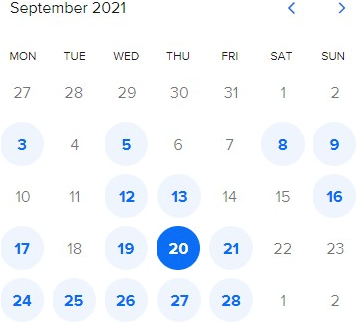 September 2021
MON TUE WED THU FRI SAT SUN
27 28 29 30 31 1 2
3 4 5 6 7 8 9
10 11 12 13 14 15 16
17 18 19 20 21 22 23
24 25 26 27 28 1 2